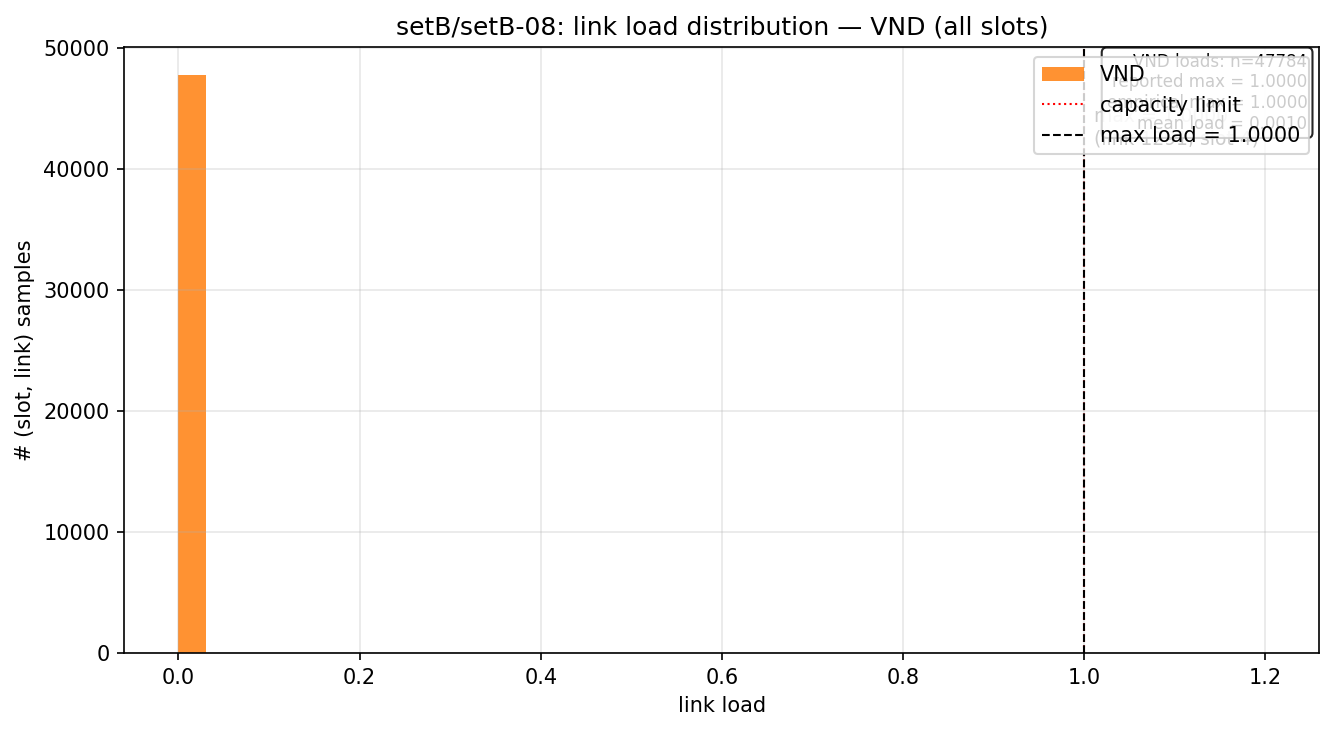 setB/setB-08: link load distribution — VND (all slots)
# (slot, link) samples
50000
40000
30000
20000
10000
0
VND loads: n=47784
reported max = 1.0000
max = 1.0000
mean load = 0.0010
VND
capacity limit
max load = 1.0000
0.0
0.2
0.4
0.6
0.8
1.0
1.2
link load